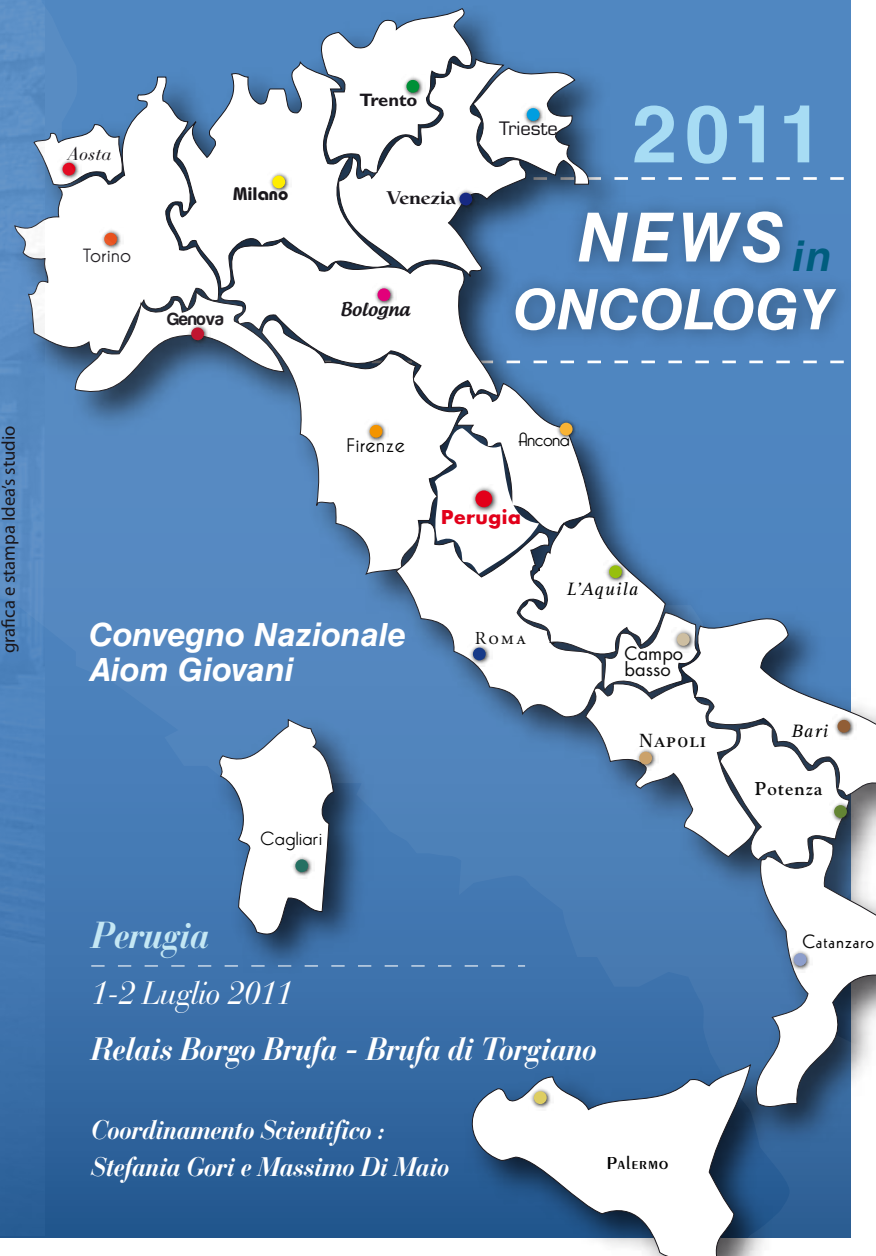 2011
NEWS in
ONCOLOGY
Trento
Trieste
Aosta
Milano
Venezia
Torino
Genova
Bologna
Firenze
Ancona
Perugia
L'Aquila
ROMA
Campo
basso
NAPOLI
Bari
Potenza
Cagliari
Catanzaro
PALERMO
Convegno Nazionale
Aiom Giovani
Perugia
1-2 Luglio 2011
Relais Borgo Brufa - Brufa di Torgiano
Coordinamento Scientifico :
Stefania Gori e Massimo Di Maio
grafica e stampa Idea's studio